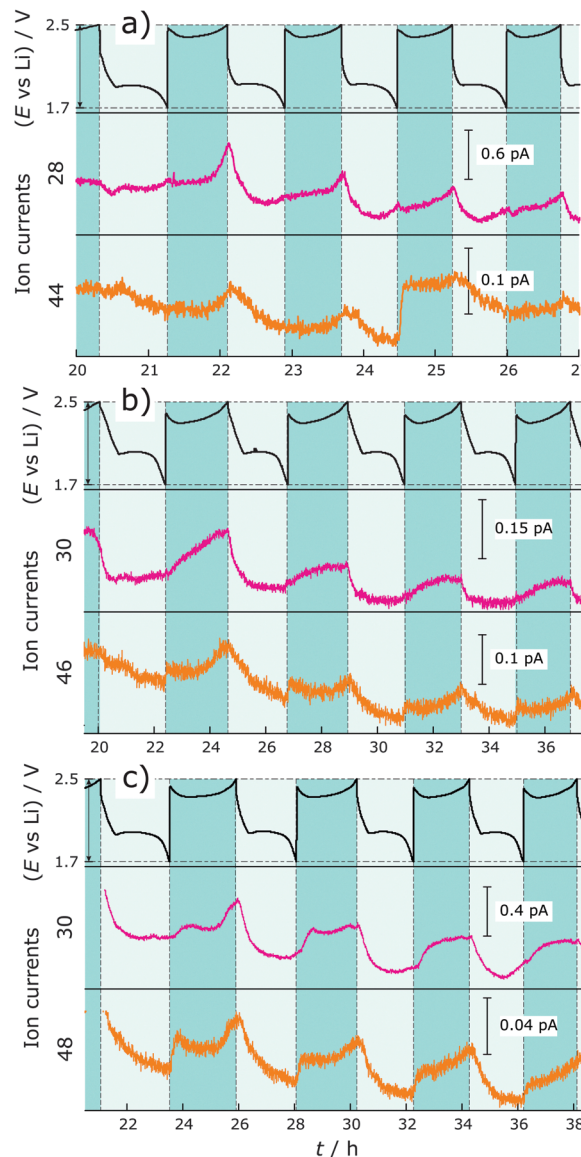 a)
2.5
1.7
(E vs Li) / V
28
0.6 pA
44
0.1 pA
Ion currents
20 21 22 23 24 25 26 2
b)
2.5
1.7
(E vs Li) / V
30
0.15 pA
46
0.1 pA
Ion currents
20 22 24 26 28 30 32 34 36
c)
2.5
1.7
(E vs Li) / V
30
0.4 pA
48
0.04 pA
Ion currents
22 24 26 28 30 32 34 36 38
t / h